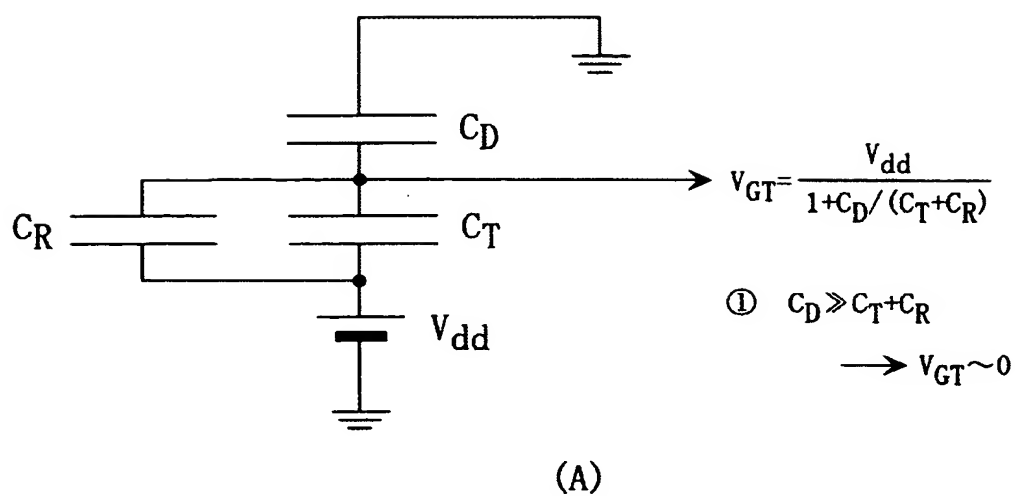 C_D
V_GT= V_dd / 1+C_D/(C_T+C_R)
C_R
C_T
① C_D≫C_T+C_R
V_dd
⟶ V_GT～0
(A)